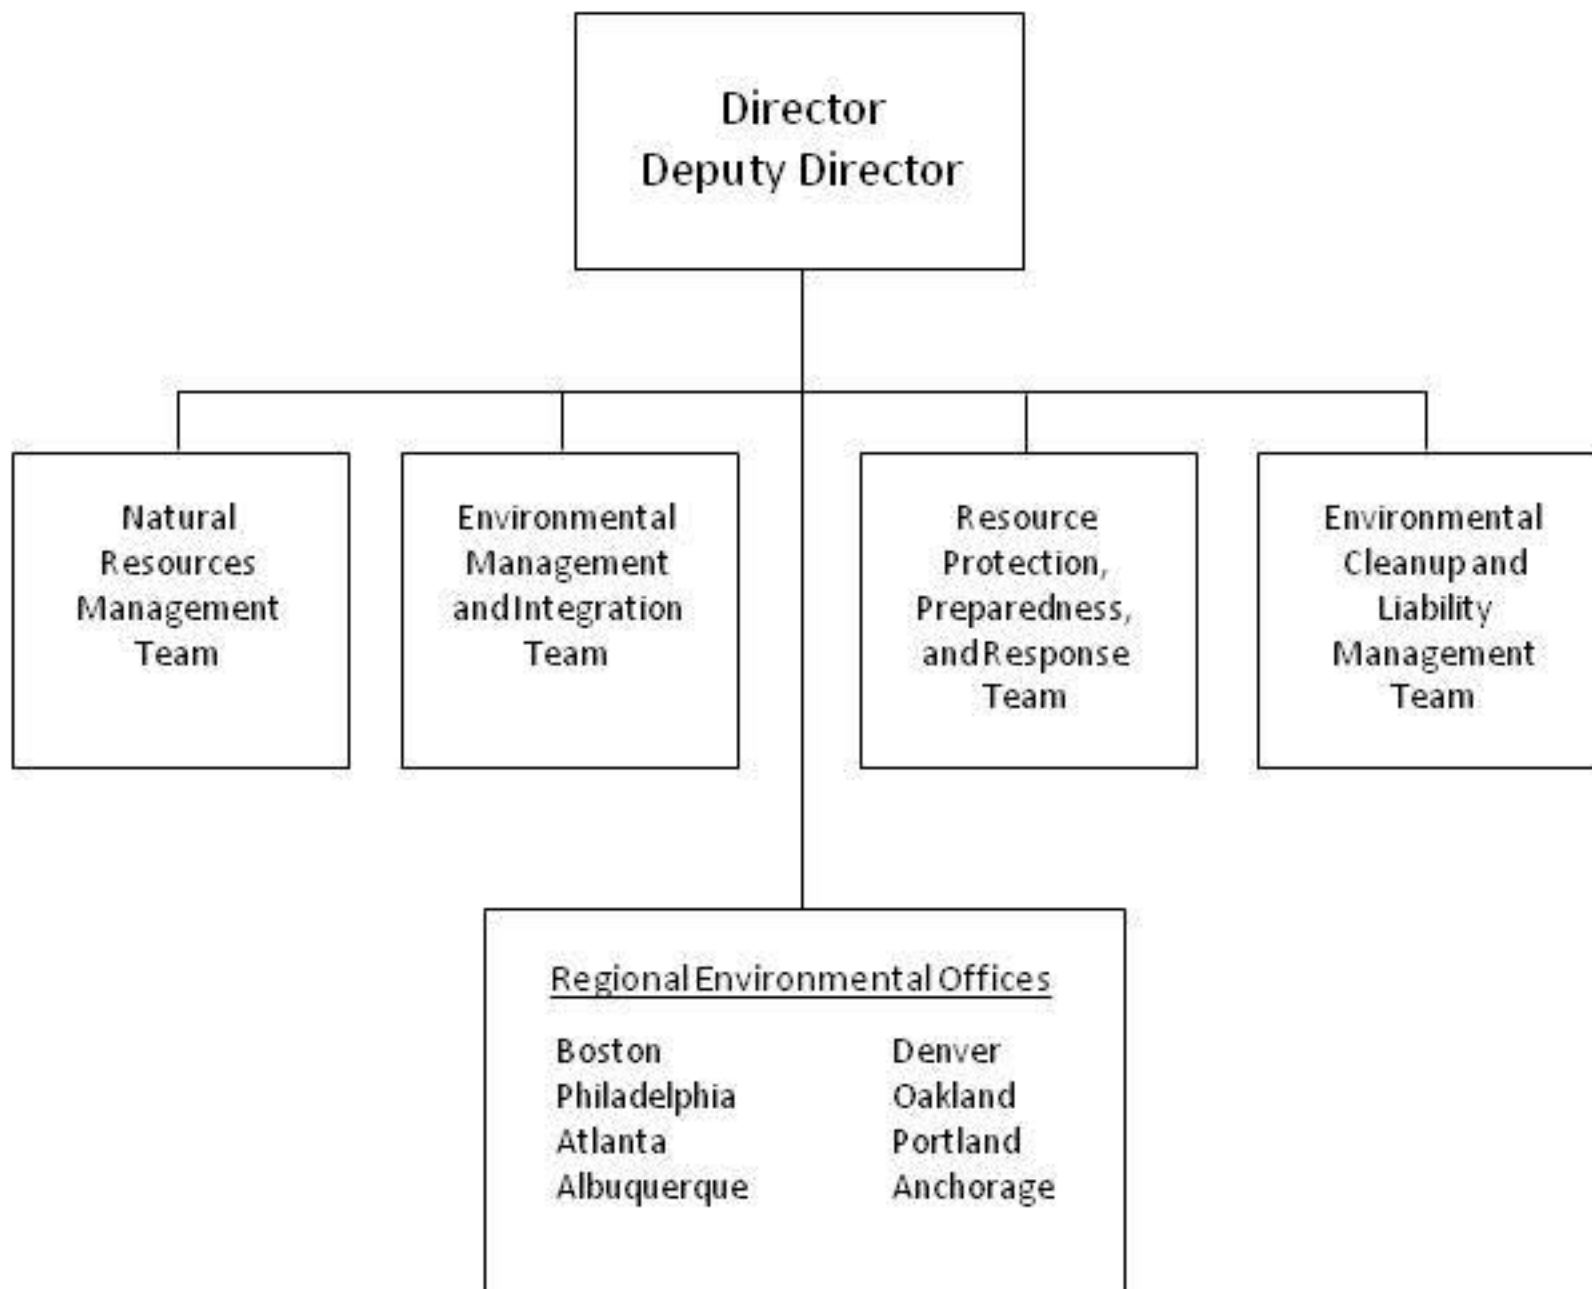 Director
Deputy Director
Natural
Resources
Management
Team
Environmental
Management
and Integration
Team
Resource
Protection,
Preparedness,
and Response
Team
Environmental
Cleanup and
Liability
Management
Team
Regional Environmental Offices
Boston
Philadelphia
Atlanta
Albuquerque
Denver
Oakland
Portland
Anchorage